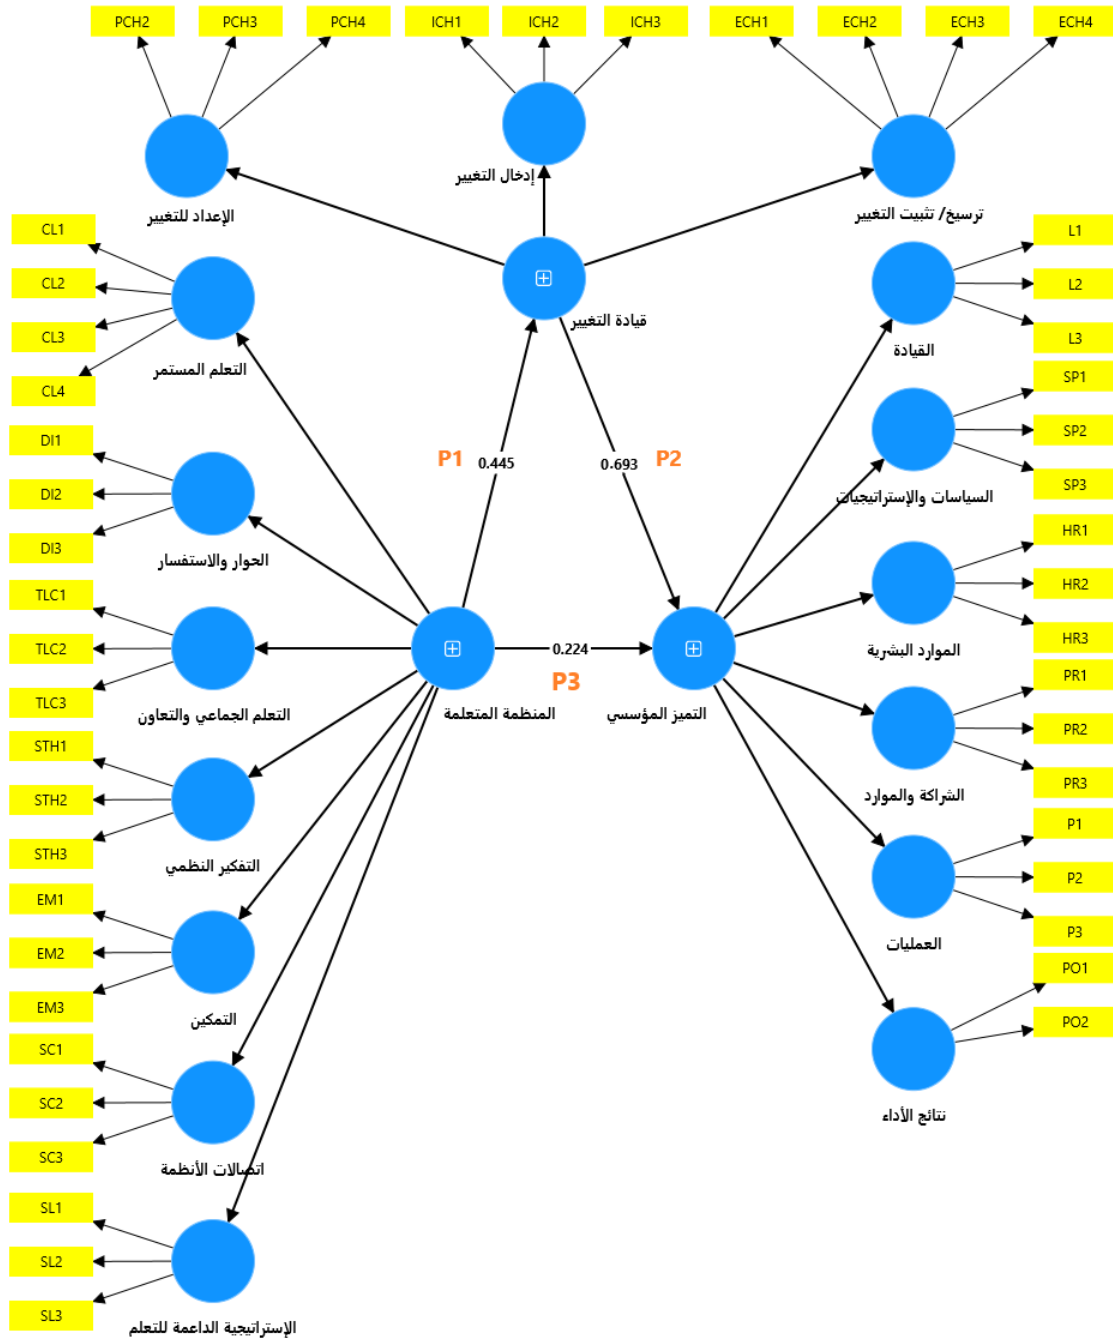 PCH2 PCH3 PCH4 ICH1 ICH2 ICH3 ECH1 ECH2 ECH3 ECH4
الإعداد للتغيير
إدخال التغيير
ترسيخ/ تثبيت التغيير
قيادة التغيير
CL1
CL2
CL3
CL4
التعلم المستمر
DI1
DI2
DI3
الحوار والاستفسار
TLC1
TLC2
TLC3
التعلم الجماعي والتعاون
STH1
STH2
STH3
التفكير النظمي
EM1
EM2
EM3
التمكين
SC1
SC2
SC3
اتصالات الأنظمة
SL1
SL2
SL3
الإستراتيجية الداعمة للتعلم
P1 0.445
0.693 P2
0.224
P3
المنظمة المتعلمة
التميز المؤسسي
L1
L2
L3
القيادة
SP1
SP2
SP3
السياسات والإستراتيجيات
HR1
HR2
HR3
الموارد البشرية
PR1
PR2
PR3
الشراكة والموارد
P1
P2
P3
العمليات
PO1
PO2
نتائج الأداء